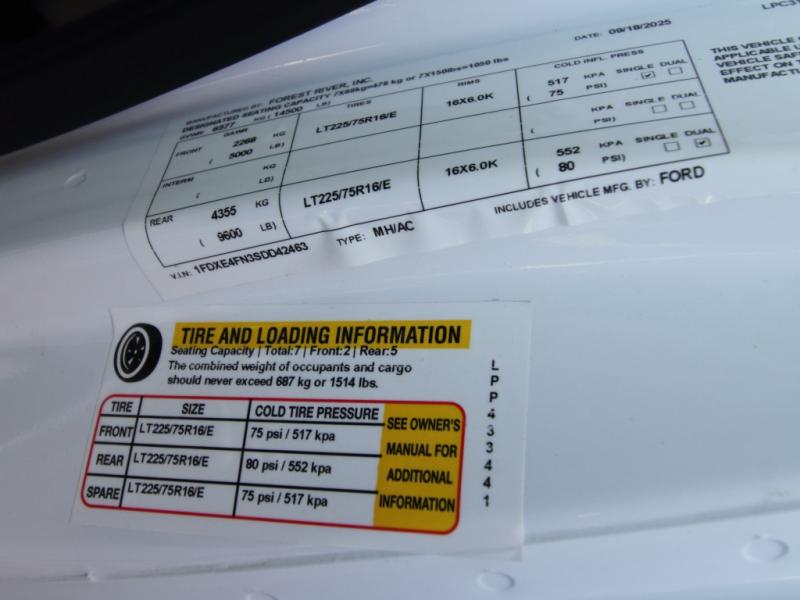 LPC31
DATE: 09/18/2025
MANUFACTURED BY: FOREST RIVER, INC.
DESIGNATED SEATING CAPACITY 7X68kg=476 kg or 7X150lbs=1050 lbs
GVWR 6577 KG ( 14500 LB)
GAWR TIRES RIMS COLD INFL. PRESS
FRONT 2268 KG LT225/75R16/E 16X6.0K 517 KPA SINGLE DUAL
( 5000 LB) ( 75 PSI)
INTERM KG KPA SINGLE DUAL
( LB) ( PSI)
REAR 4355 KG LT225/75R16/E 16X6.0K 552 KPA SINGLE DUAL
( 9600 LB) ( 80 PSI)
V.I.N: 1FDXE4FN3SDD42463 TYPE: MH/AC INCLUDES VEHICLE MFG. BY: FORD
THIS VEHICLE
APPLICABLE
VEHICLE SAF
EFFECT ON T
MANUFACT
TIRE AND LOADING INFORMATION
Seating Capacity | Total:7 | Front:2 | Rear:5
The combined weight of occupants and cargo
should never exceed 687 kg or 1514 lbs.
TIRE SIZE COLD TIRE PRESSURE
FRONT LT225/75R16/E 75 psi / 517 kpa
REAR LT225/75R16/E 80 psi / 552 kpa
SPARE LT225/75R16/E 75 psi / 517 kpa
SEE OWNER'S
MANUAL FOR
ADDITIONAL
INFORMATION
LPP433441